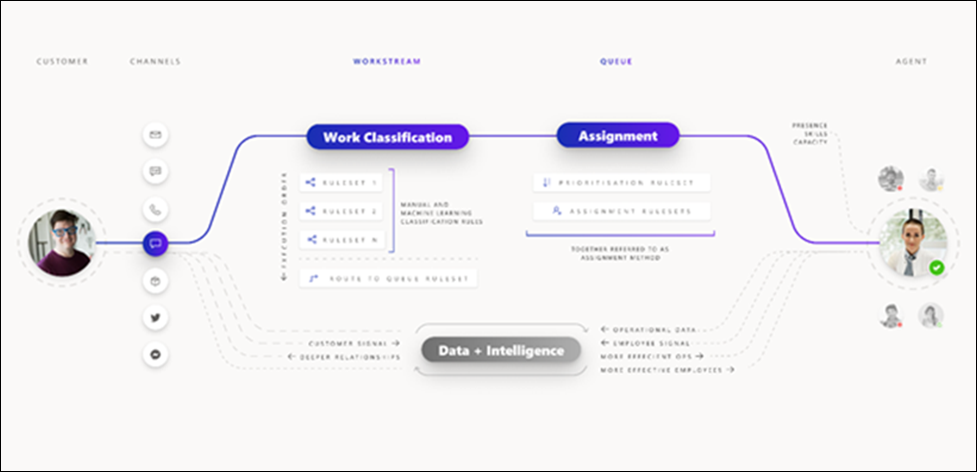 CUSTOMER
CHANNELS
WORKSTREAM
QUEUE
AGENT
Work Classification
Assignment
PRESENCE
SKILLS
CAPACITY
EXECUTION ORDER
RULESET 1
RULESET 2
RULESET N
MANUAL AND
MACHINE LEARNING
CLASSIFICATION RULES
ROUTE TO QUEUE RULESET
PRIORITISATION RULESET
ASSIGNMENT RULESETS
TOGETHER REFERRED TO AS
ASSIGNMENT METHOD
CUSTOMER SIGNAL
DEEPER RELATIONSHIPS
Data + Intelligence
OPERATIONAL DATA
EMPLOYEE SIGNAL
MORE EFFECIENT OPS
MORE EFFECTIVE EMPLOYEES